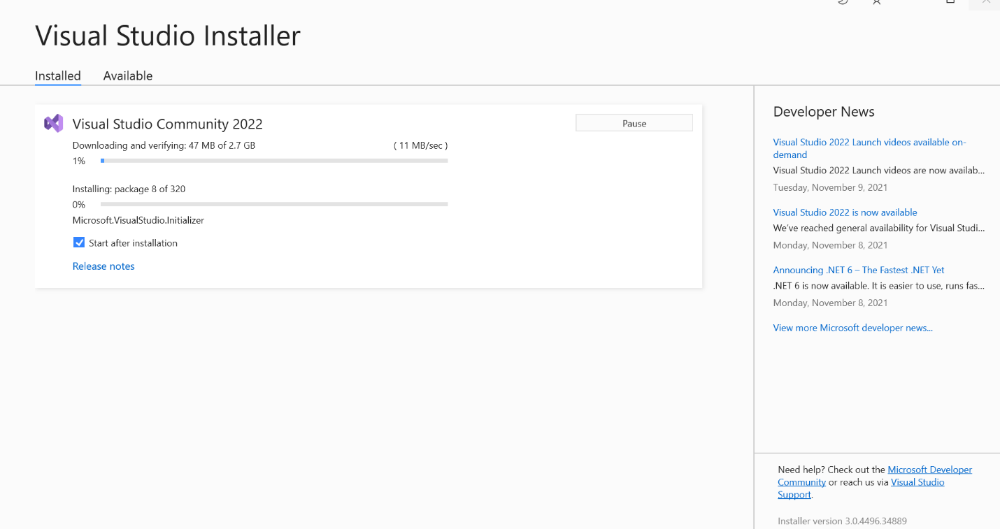 Visual Studio Installer
Installed Available
Visual Studio Community 2022
Pause
Downloading and verifying: 47 MB of 2.7 GB ( 11 MB/sec )
1%
Installing: package 8 of 320
0%
Microsoft.VisualStudio.Initializer
Start after installation
Release notes
Developer News
Visual Studio 2022 Launch videos available on-
demand
Visual Studio 2022 Launch videos are now availab...
Tuesday, November 9, 2021
Visual Studio 2022 is now available
We've reached general availability for Visual Studi...
Monday, November 8, 2021
Announcing .NET 6 – The Fastest .NET Yet
.NET 6 is now available. It is easier to use, runs fas...
Monday, November 8, 2021
View more Microsoft developer news...
Need help? Check out the Microsoft Developer
Community or reach us via Visual Studio
Support.
Installer version 3.0.4496.34889